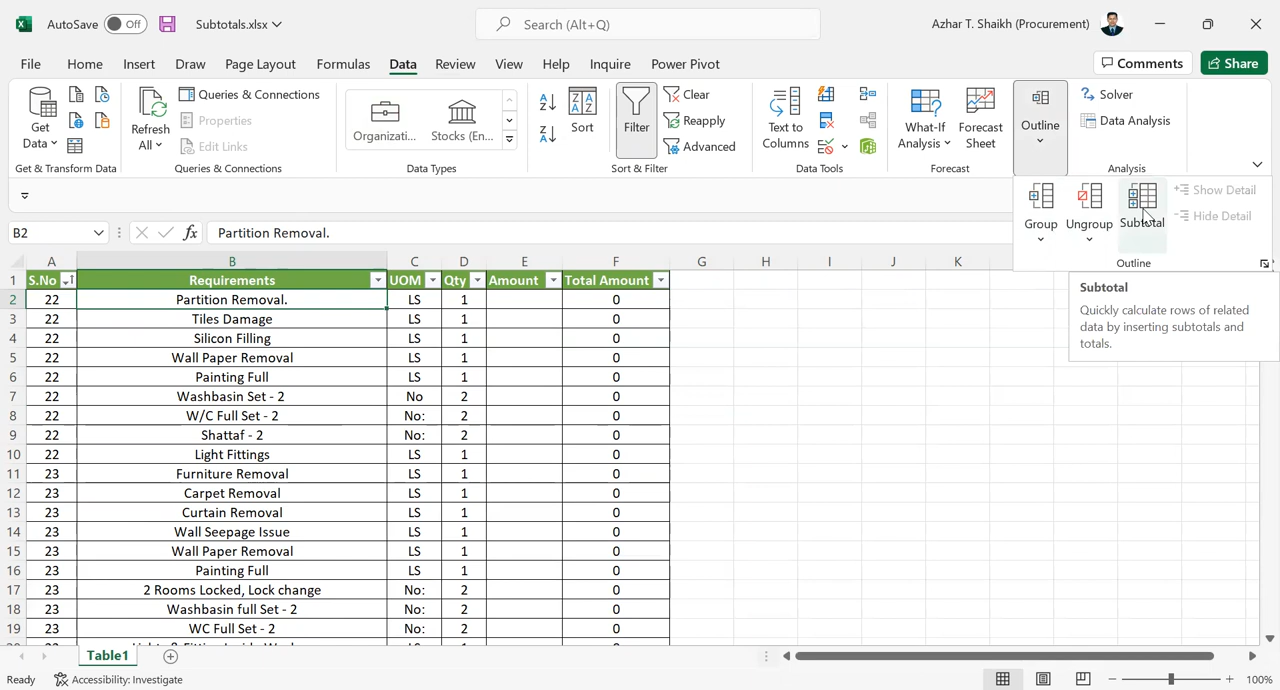 AutoSave Off Subtotals.xlsx Search (Alt+Q) Azhar T. Shaikh (Procurement)
File Home Insert Draw Page Layout Formulas Data Review View Help Inquire Power Pivot Comments Share
Get Data
Refresh All
Queries & Connections
Properties
Edit Links
Organizati... Stocks (En...
Sort
Filter
Clear
Reapply
Advanced
Text to Columns
What-If Analysis
Forecast Sheet
Outline
Solver
Data Analysis
Get & Transform Data Queries & Connections Data Types Sort & Filter Data Tools Forecast Analysis
Group Ungroup Subtotal Show Detail
Hide Detail
Outline
B2 fx Partition Removal.
Subtotal
Quickly calculate rows of related
data by inserting subtotals and
totals.
A B C D E F G H I J K
1 S.No Requirements UOM Qty Amount Total Amount
2 22 Partition Removal. LS 1 0
3 22 Tiles Damage LS 1 0
4 22 Silicon Filling LS 1 0
5 22 Wall Paper Removal LS 1 0
6 22 Painting Full LS 1 0
7 22 Washbasin Set - 2 No 2 0
8 22 W/C Full Set - 2 No: 2 0
9 22 Shattaf - 2 No: 2 0
10 22 Light Fittings LS 1 0
11 23 Furniture Removal LS 1 0
12 23 Carpet Removal LS 1 0
13 23 Curtain Removal LS 1 0
14 23 Wall Seepage Issue LS 1 0
15 23 Wall Paper Removal LS 1 0
16 23 Painting Full LS 1 0
17 23 2 Rooms Locked, Lock change No: 2 0
18 23 Washbasin full Set - 2 No: 2 0
19 23 WC Full Set - 2 No: 2 0
Table1
Ready Accessibility: Investigate 100%